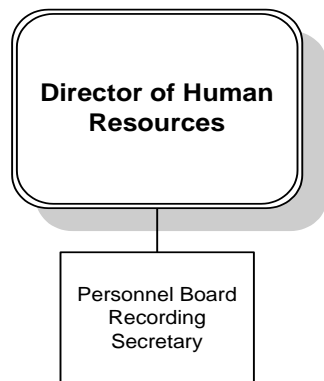 Director of Human
Resources
Personnel Board
Recording
Secretary